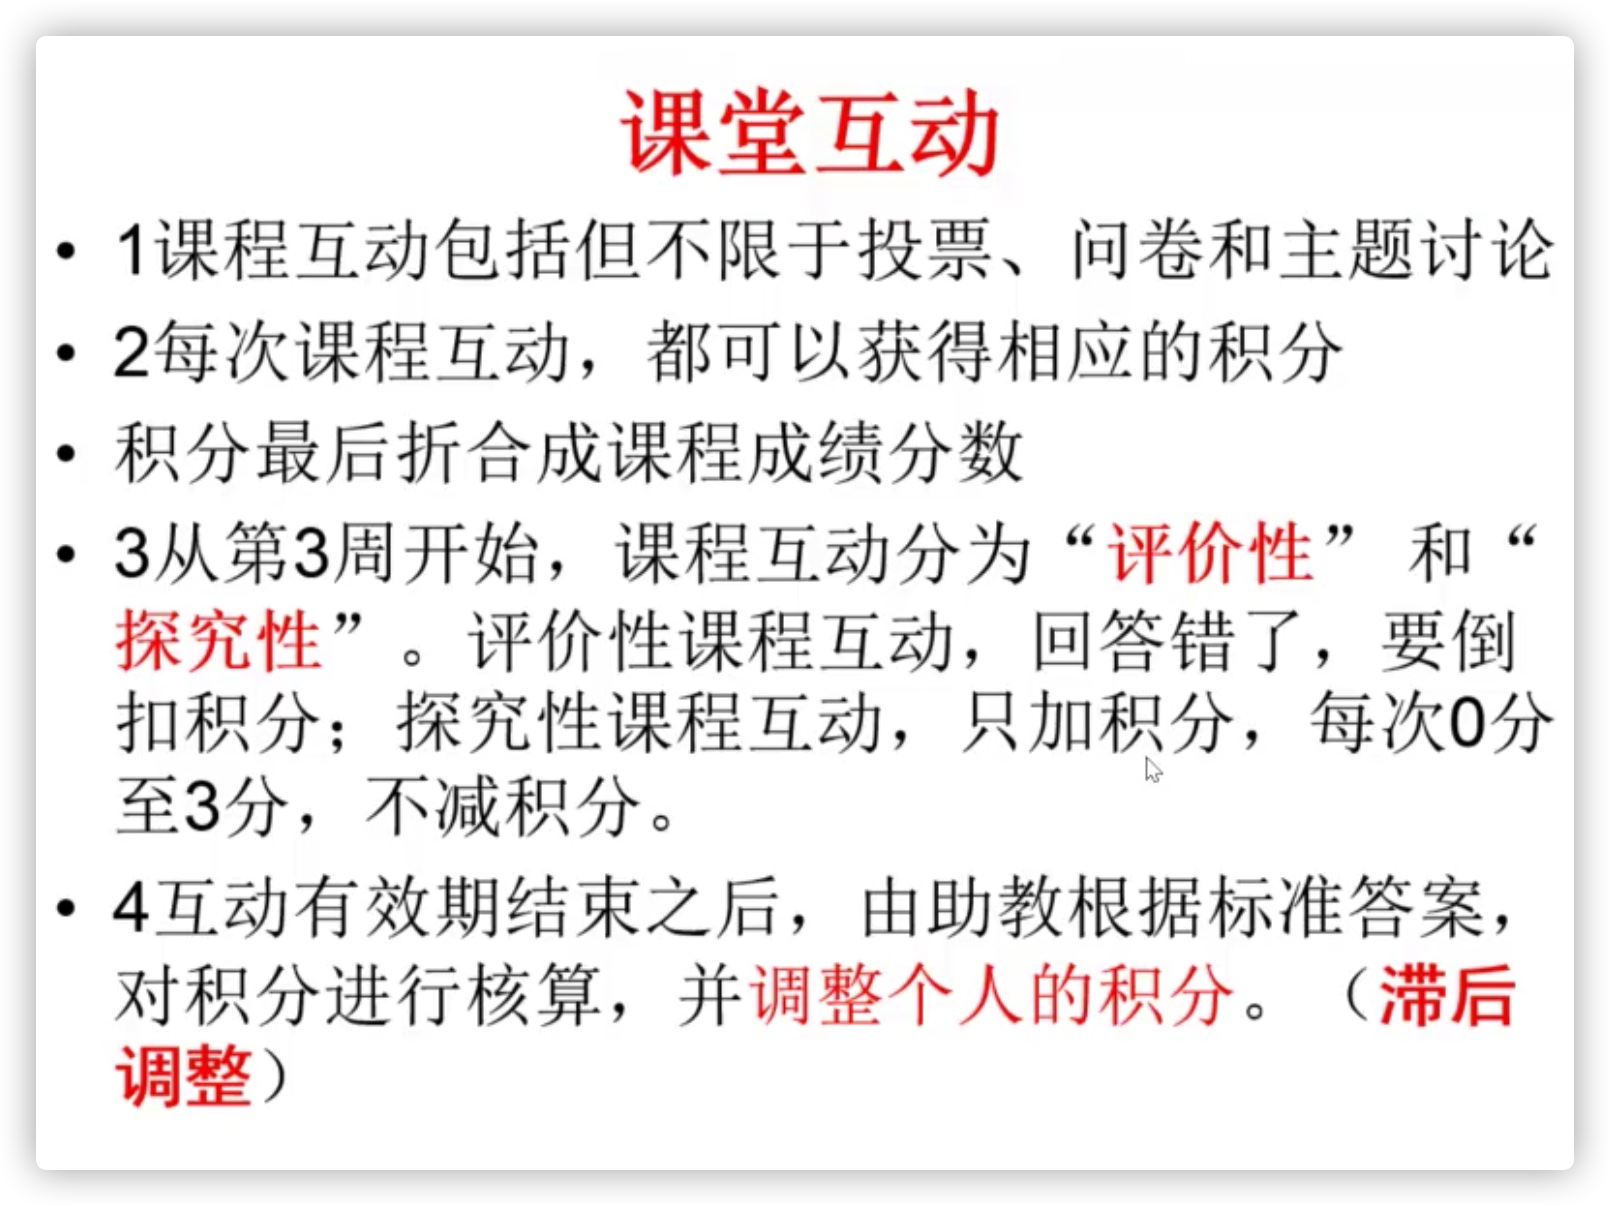 课堂互动
• 1课程互动包括但不限于投票、问卷和主题讨论
• 2每次课程互动，都可以获得相应的积分
• 积分最后折合成课程成绩分数
• 3从第3周开始，课程互动分为“评价性” 和“
探究性”。评价性课程互动，回答错了，要倒
扣积分；探究性课程互动，只加积分，每次0分
至3分，不减积分。
• 4互动有效期结束之后，由助教根据标准答案，
对积分进行核算，并调整个人的积分。（滞后
调整）